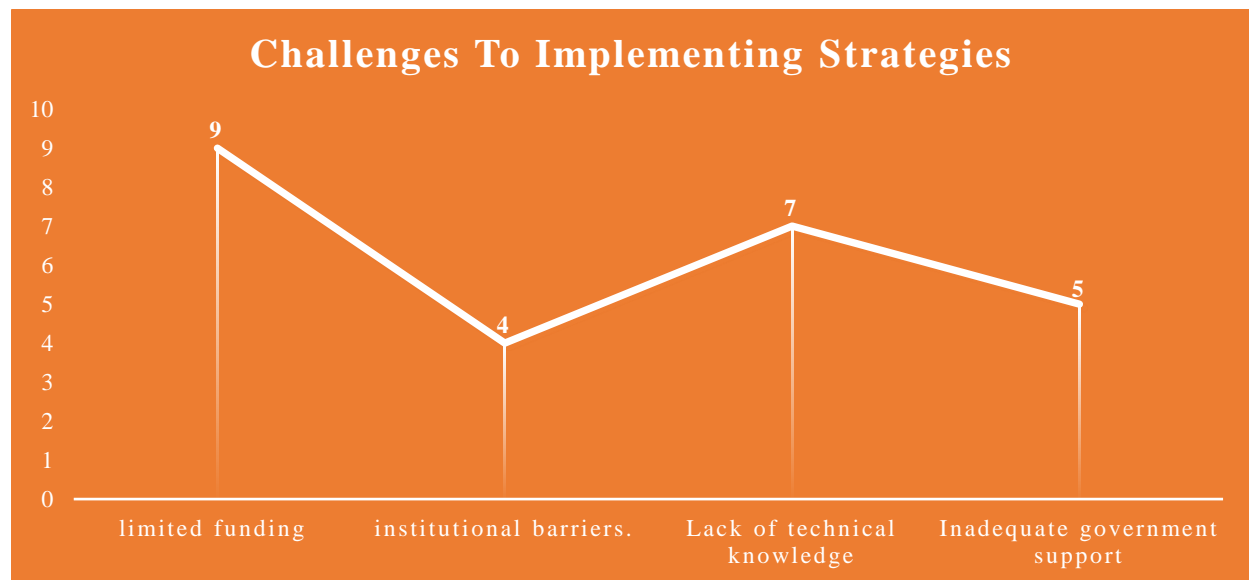 Challenges To Implementing Strategies
10
9
8
7
6
5
4
3
2
1
0
9
4
7
5
limited funding
institutional barriers.
Lack of technical
knowledge
Inadequate government
support